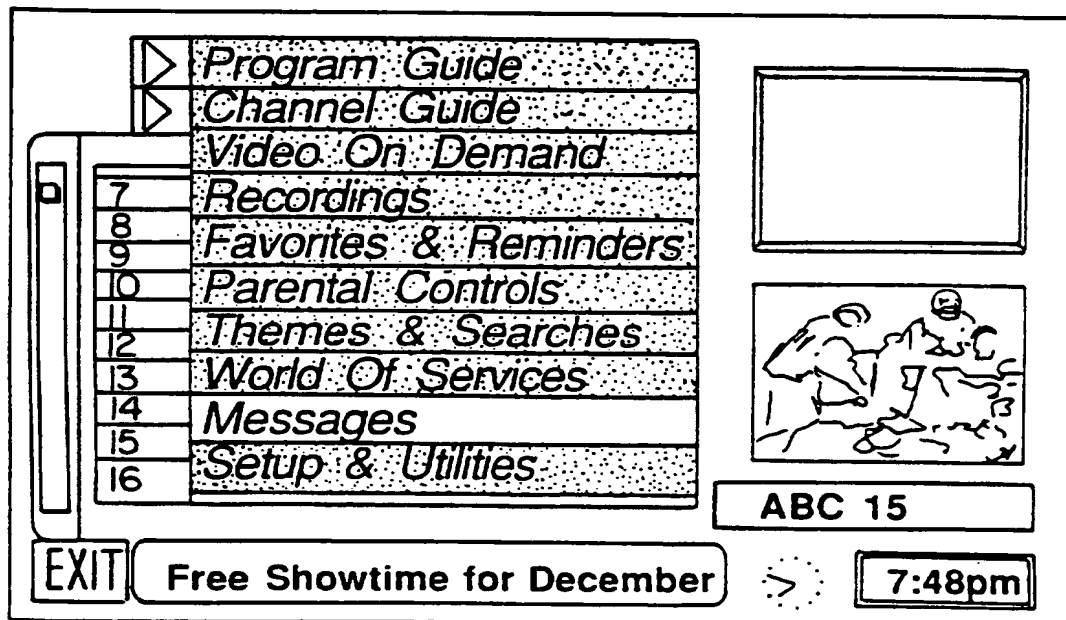 Program Guide
Channel Guide
Video On Demand
7 Recordings
8
Favorites & Reminders
9
10 Parental Controls
11
Themes & Searches
12
13 World Of Services
14 Messages
15
Setup & Utilities
16
ABC 15
EXIT Free Showtime for December 7:48pm